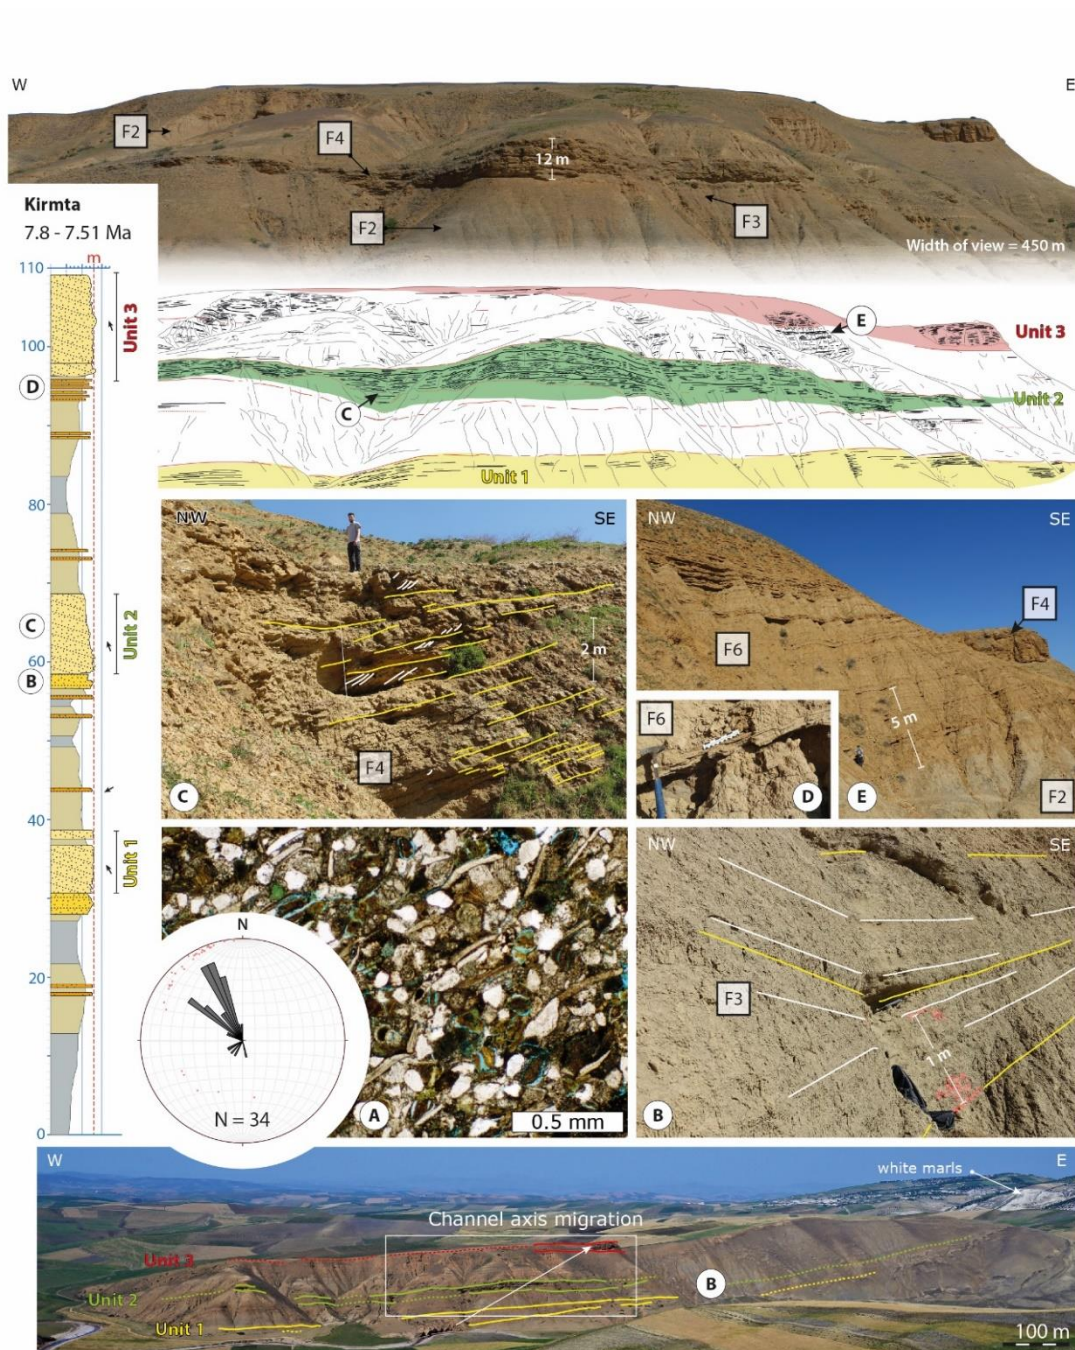 W
E
F2
F4
12 m
F2
F3
Width of view = 450 m
Kirmta
7.8 - 7.51 Ma
m
110
100
80
60
40
20
0
Unit 3
Unit 2
Unit 1
D
C
B
E
Unit 3
C
Unit 2
Unit 1
NW
SE
2 m
F4
C
NW
SE
F4
F6
5 m
F6
D
E
F2
N
N = 34
A
0.5 mm
NW
SE
F3
1 m
B
W
E
white marls
Channel axis migration
Unit 3
B
Unit 2
Unit 1
100 m